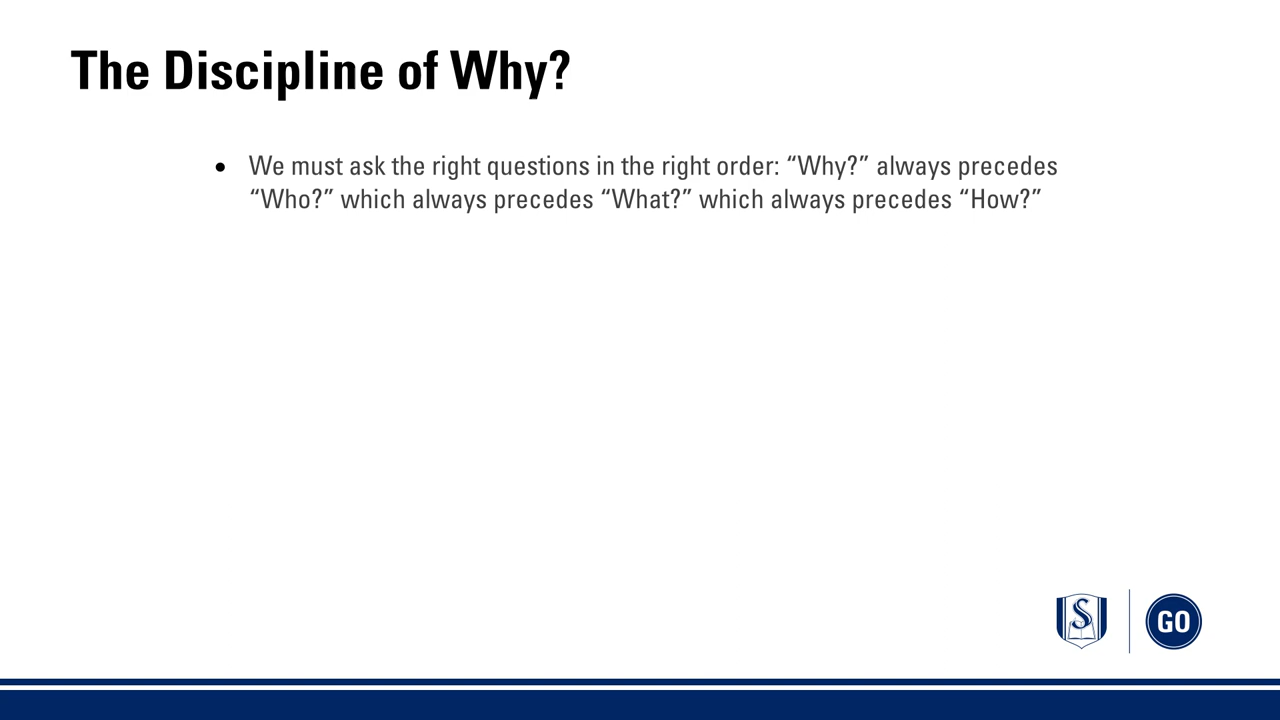 The Discipline of Why?
• We must ask the right questions in the right order: “Why?” always precedes
“Who?” which always precedes “What?” which always precedes “How?”
S
GO